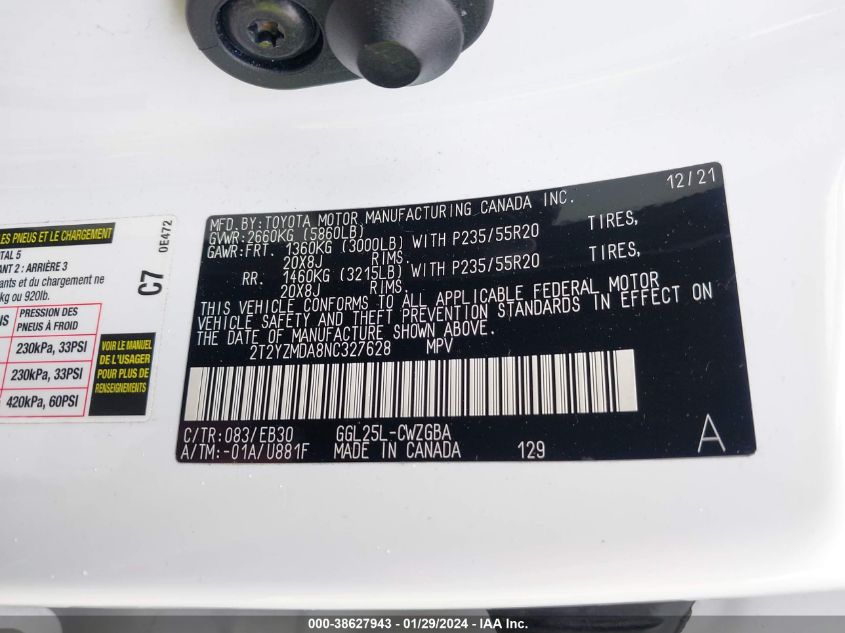 MFD.BY:TOYOTA MOTOR MANUFACTURING CANADA INC. 12/21
GVWR:2660KG (5860LB)
GAWR:FRT. 1360KG (3000LB) WITH P235/55R20 TIRES,
20X8J RIMS.
RR. 1460KG (3215LB) WITH P235/55R20 TIRES,
20X8J RIMS.
THIS VEHICLE CONFORMS TO ALL APPLICABLE FEDERAL MOTOR
VEHICLE SAFETY AND THEFT PREVENTION STANDARDS IN EFFECT ON
THE DATE OF MANUFACTURE SHOWN ABOVE.
2T2YZMDA8NC327628 MPV
C/TR:083/EB30 GGL25L-CWZGBA
A/TM:-01A/U881F MADE IN CANADA 129 A
LES PNEUS ET LE CHARGEMENT
TAL 5
ANT 2 : ARRIÈRE 3
ants et du chargement ne
kg ou 920lb.
C7 0E472
NS PRESSION DES
PNEUS À FROID
230kPa, 33PSI
230kPa, 33PSI
420kPa, 60PSI
VOIR LE MANUEL
DE L'USAGER
POUR PLUS DE
RENSEIGNEMENTS
000-38627943 - 01/29/2024 - IAA Inc.